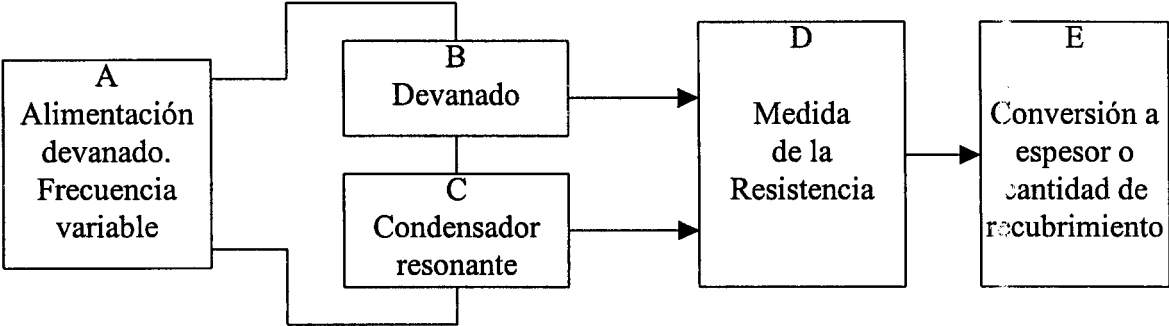 A
Alimentación
devanado.
Frecuencia
variable
B
Devanado
C
Condensador
resonante
D
Medida
de la
Resistencia
E
Conversión a
espesor o
cantidad de
recubrimiento